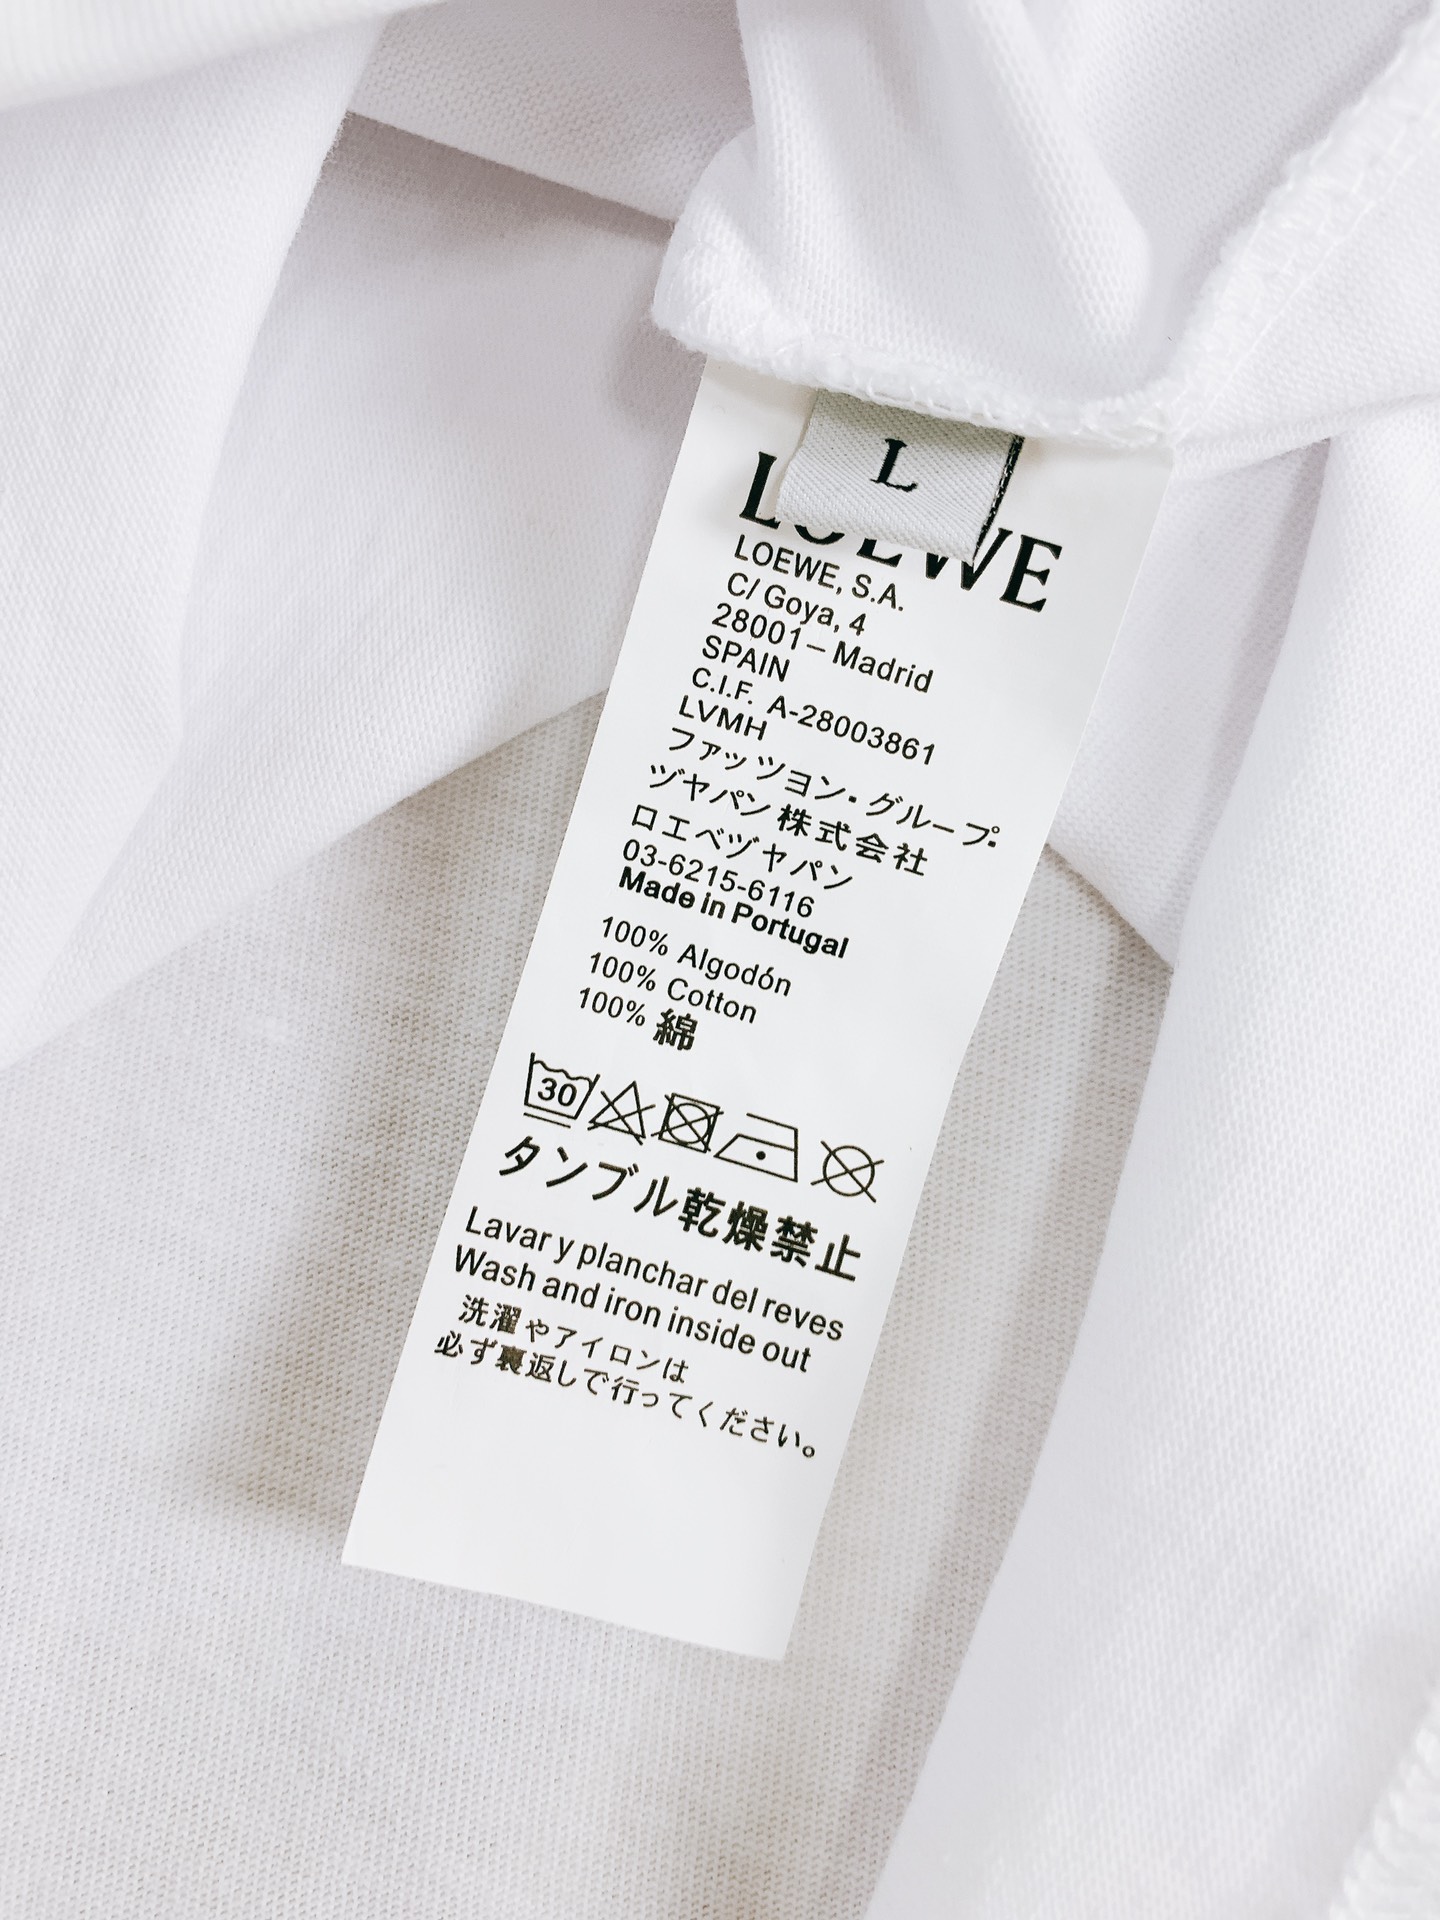 L
LOEWE
LOEWE, S.A.
C/ Goya, 4
28001 – Madrid
SPAIN
C.I.F. A-28003861
LVMH
ファッツヨン・グループ・
ヅヤパン株式会社
ロエベヅヤパン
03-6215-6116
Made in Portugal
100% Algodón
100% Cotton
100% 綿
30
タンブル乾燥禁止
Lavar y planchar del reves
Wash and iron inside out
洗濯やアイロンは
必ず裏返しで行ってください。